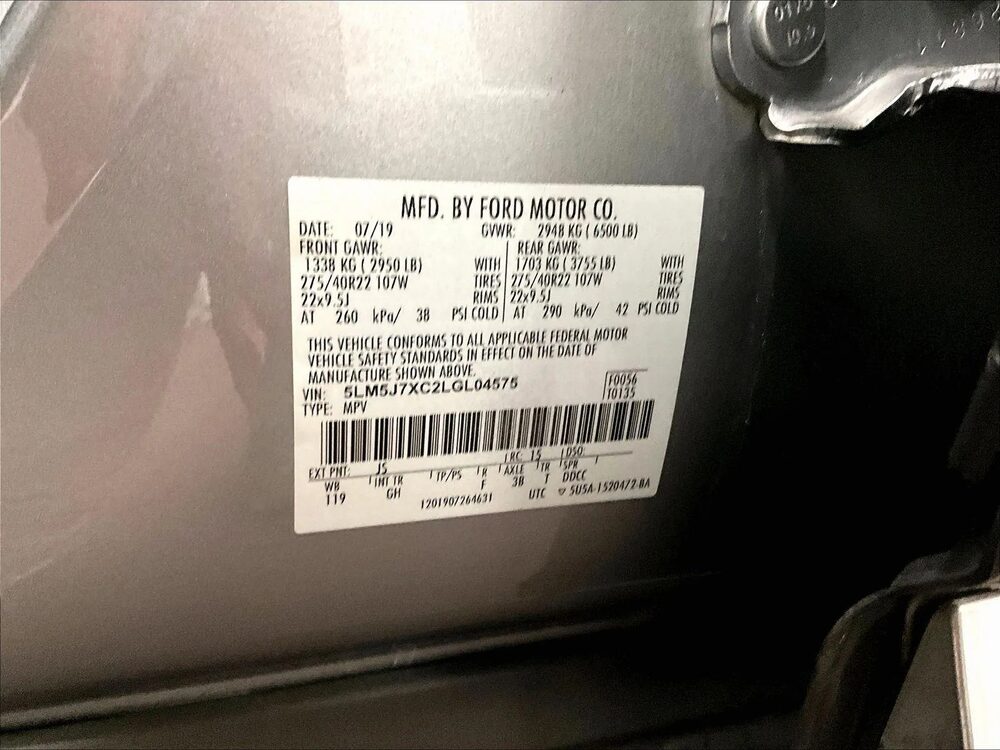 0175
10.9
MFD. BY FORD MOTOR CO.
DATE: 07/19 GVWR: 2948 KG ( 6500 LB)
FRONT GAWR: REAR GAWR:
1338 KG ( 2950 LB) WITH 1703 KG ( 3755 LB) WITH
275/40R22 107W TIRES 275/40R22 107W TIRES
22x9.5J RIMS 22x9.5J RIMS
AT 260 kPa/ 38 PSI COLD AT 290 kPa/ 42 PSI COLD
THIS VEHICLE CONFORMS TO ALL APPLICABLE FEDERAL MOTOR
VEHICLE SAFETY STANDARDS IN EFFECT ON THE DATE OF
MANUFACTURE SHOWN ABOVE.
VIN: 5LM5J7XC2LGL04575 F0056
TYPE: MPV T0135
EXT PNT: J5 RC: 15 DSO:
WB INT TR TP/PS R AXLE TR SPR
119 GH F 3B T DDCC
1201907264631 UTC 5U5A-1520472-BA